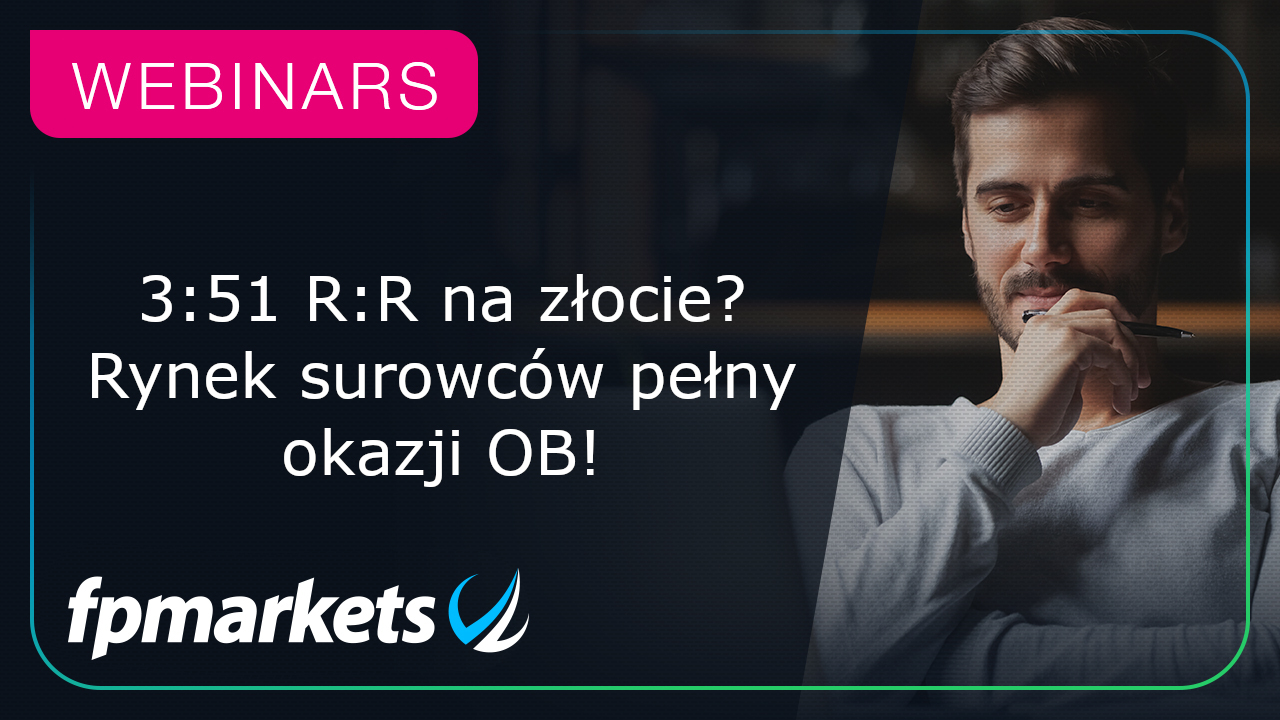 WEBINARS
3:51 R:R na złocie?
Rynek surowców pełny
okazji OB!
fpmarkets